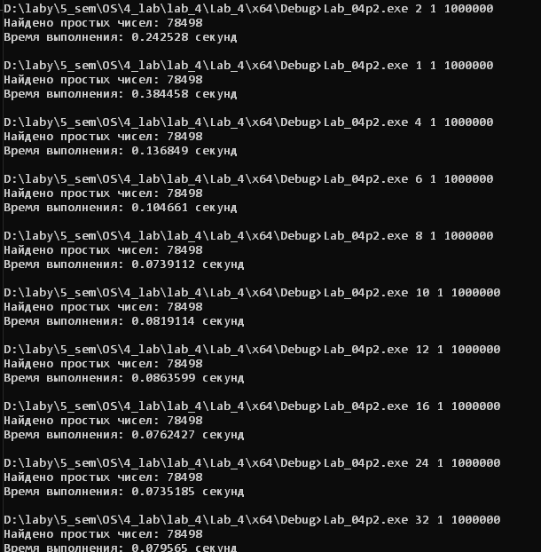 D:\laby\5_sem\OS\4_lab\lab_4\Lab_4\x64\Debug>Lab_04p2.exe 2 1 1000000
Найдено простых чисел: 78498
Время выполнения: 0.242528 секунд
D:\laby\5_sem\OS\4_lab\lab_4\Lab_4\x64\Debug>Lab_04p2.exe 1 1 1000000
Найдено простых чисел: 78498
Время выполнения: 0.384458 секунд
D:\laby\5_sem\OS\4_lab\lab_4\Lab_4\x64\Debug>Lab_04p2.exe 4 1 1000000
Найдено простых чисел: 78498
Время выполнения: 0.136849 секунд
D:\laby\5_sem\OS\4_lab\lab_4\Lab_4\x64\Debug>Lab_04p2.exe 6 1 1000000
Найдено простых чисел: 78498
Время выполнения: 0.104661 секунд
D:\laby\5_sem\OS\4_lab\lab_4\Lab_4\x64\Debug>Lab_04p2.exe 8 1 1000000
Найдено простых чисел: 78498
Время выполнения: 0.0739112 секунд
D:\laby\5_sem\OS\4_lab\lab_4\Lab_4\x64\Debug>Lab_04p2.exe 10 1 1000000
Найдено простых чисел: 78498
Время выполнения: 0.0819114 секунд
D:\laby\5_sem\OS\4_lab\lab_4\Lab_4\x64\Debug>Lab_04p2.exe 12 1 1000000
Найдено простых чисел: 78498
Время выполнения: 0.0863599 секунд
D:\laby\5_sem\OS\4_lab\lab_4\Lab_4\x64\Debug>Lab_04p2.exe 16 1 1000000
Найдено простых чисел: 78498
Время выполнения: 0.0762427 секунд
D:\laby\5_sem\OS\4_lab\lab_4\Lab_4\x64\Debug>Lab_04p2.exe 24 1 1000000
Найдено простых чисел: 78498
Время выполнения: 0.0735185 секунд
D:\laby\5_sem\OS\4_lab\lab_4\Lab_4\x64\Debug>Lab_04p2.exe 32 1 1000000
Найдено простых чисел: 78498
Время выполнения: 0.079565 секунд